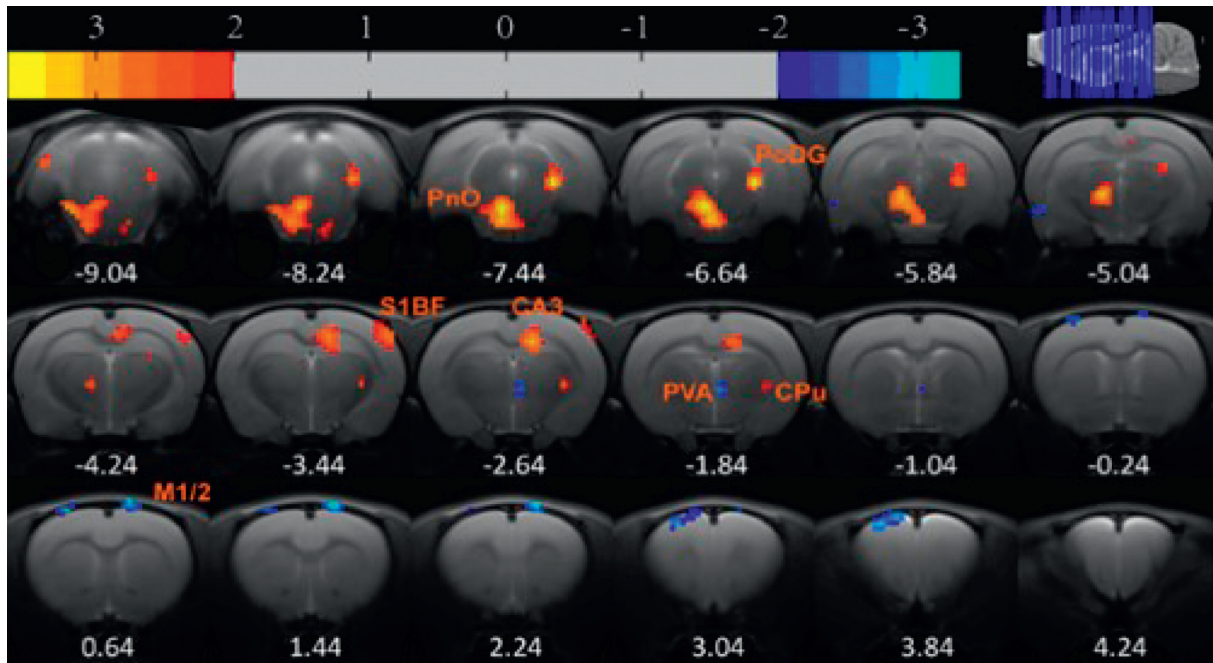 3 2 1 0 -1 -2 -3
PoDG
PnO
-9.04 -8.24 -7.44 -6.64 -5.84 -5.04
S1BF CA3
PVA CPu
-4.24 -3.44 -2.64 -1.84 -1.04 -0.24
M1/2
0.64 1.44 2.24 3.04 3.84 4.24